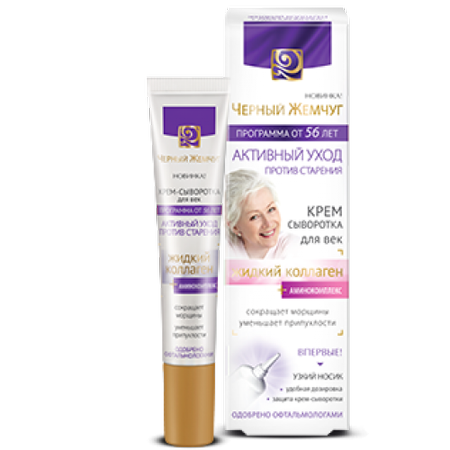 ЧЕРНЫЙ ЖЕМЧУГ
НОВИНКА!
КРЕМ-СЫВОРОТКА
ДЛЯ ВЕК
ПРОГРАММА ОТ 56 ЛЕТ
АКТИВНЫЙ УХОД
ПРОТИВ СТАРЕНИЯ
ЖИДКИЙ
КОЛЛАГЕН
+ АМИНОКОМПЛЕКС
сокращает
морщины
уменьшает
припухлости
ОДОБРЕНО
ОФТАЛЬМОЛОГАМИ
НОВИНКА!
ЧЕРНЫЙ ЖЕМЧУГ
ПРОГРАММА ОТ 56 ЛЕТ
АКТИВНЫЙ УХОД
ПРОТИВ СТАРЕНИЯ
КРЕМ
СЫВОРОТКА
для век
жидкий коллаген
+ АМИНОКОМПЛЕКС
сокращает морщины
уменьшает припухлости
ВПЕРВЫЕ!
УЗКИЙ НОСИК
• удобная дозировка
• защита крем-сыворотки
ОДОБРЕНО ОФТАЛЬМОЛОГАМИ